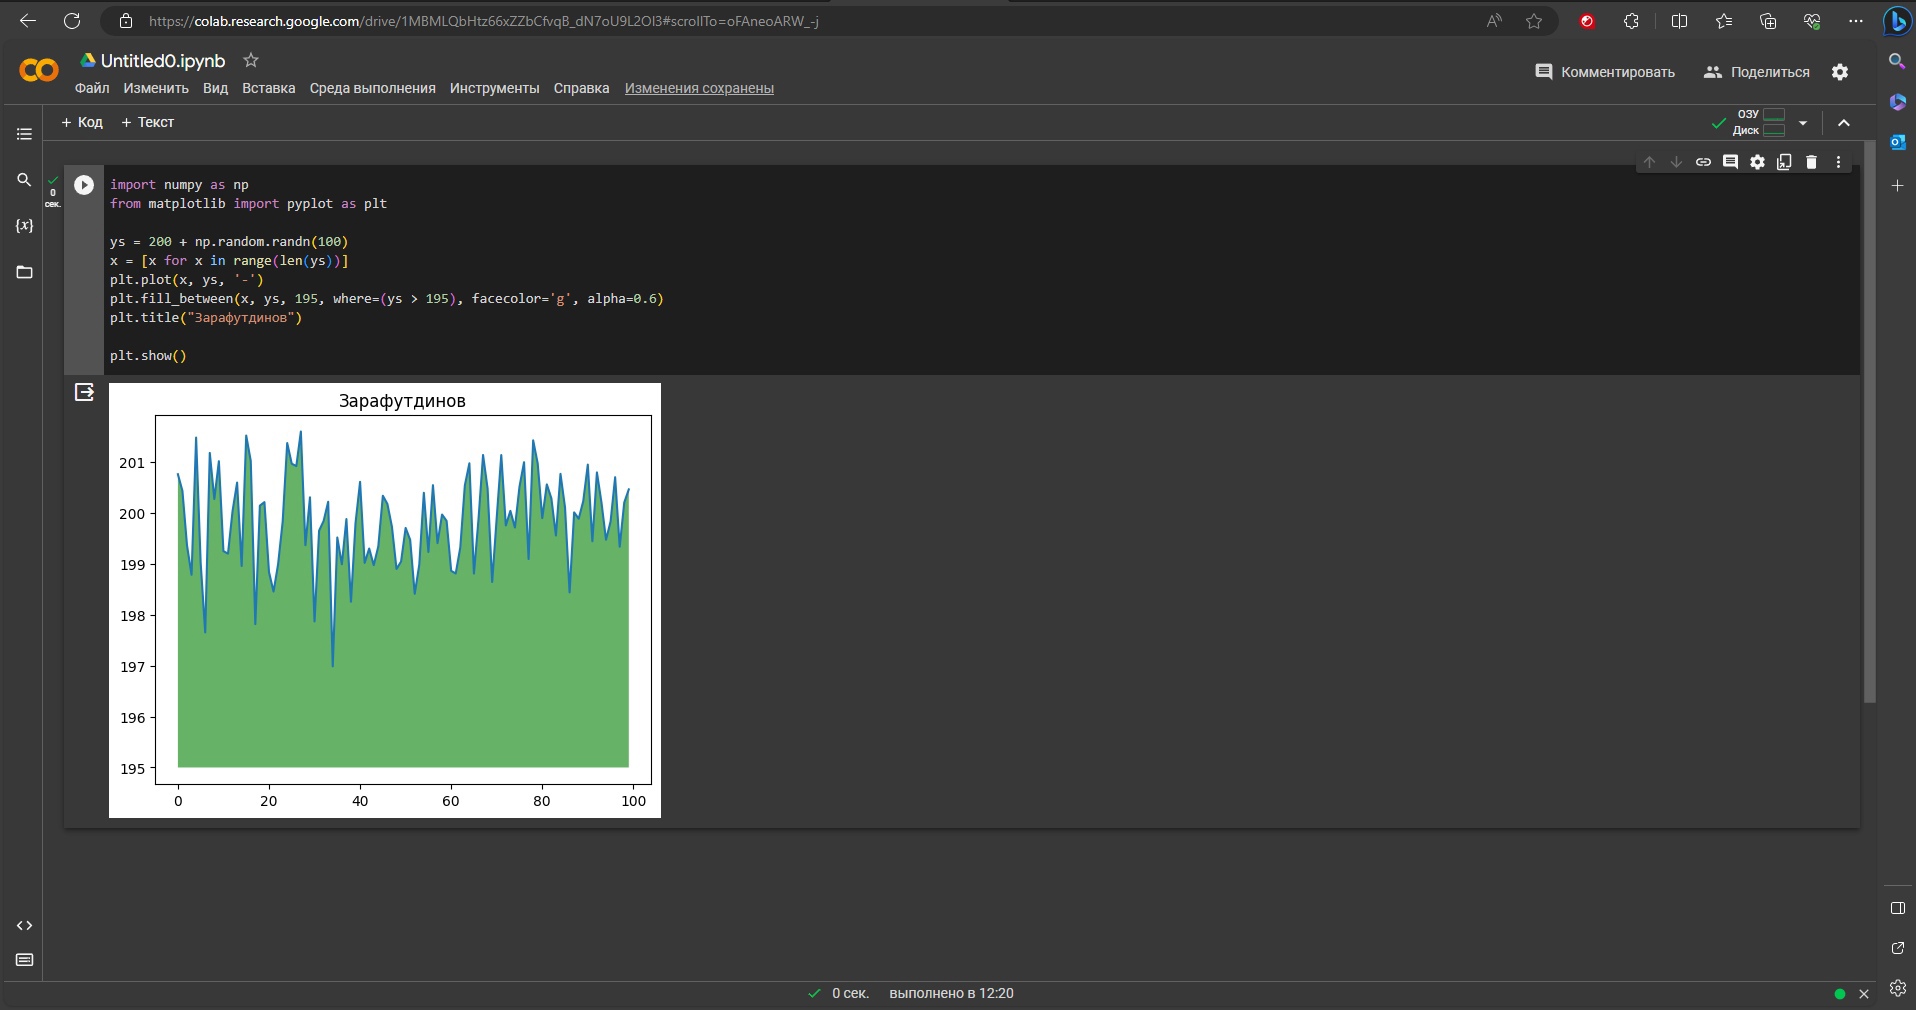 https://colab.research.google.com/drive/1MBMLQbHtz66xZZbCfvqB_dN7oU9L2OI3#scrollTo=oFAneoARW_-j
Untitled0.ipynb
Комментировать Поделиться
Файл Изменить Вид Вставка Среда выполнения Инструменты Справка Изменения сохранены
+ Код + Текст
ОЗУ
Диск
0
сек.
import numpy as np
from matplotlib import pyplot as plt
ys = 200 + np.random.randn(100)
x = [x for x in range(len(ys))]
plt.plot(x, ys, '-')
plt.fill_between(x, ys, 195, where=(ys > 195), facecolor='g', alpha=0.6)
plt.title("Зарафутдинов")
plt.show()
Зарафутдинов
201
200
199
198
197
196
195
0 20 40 60 80 100
0 сек. выполнено в 12:20